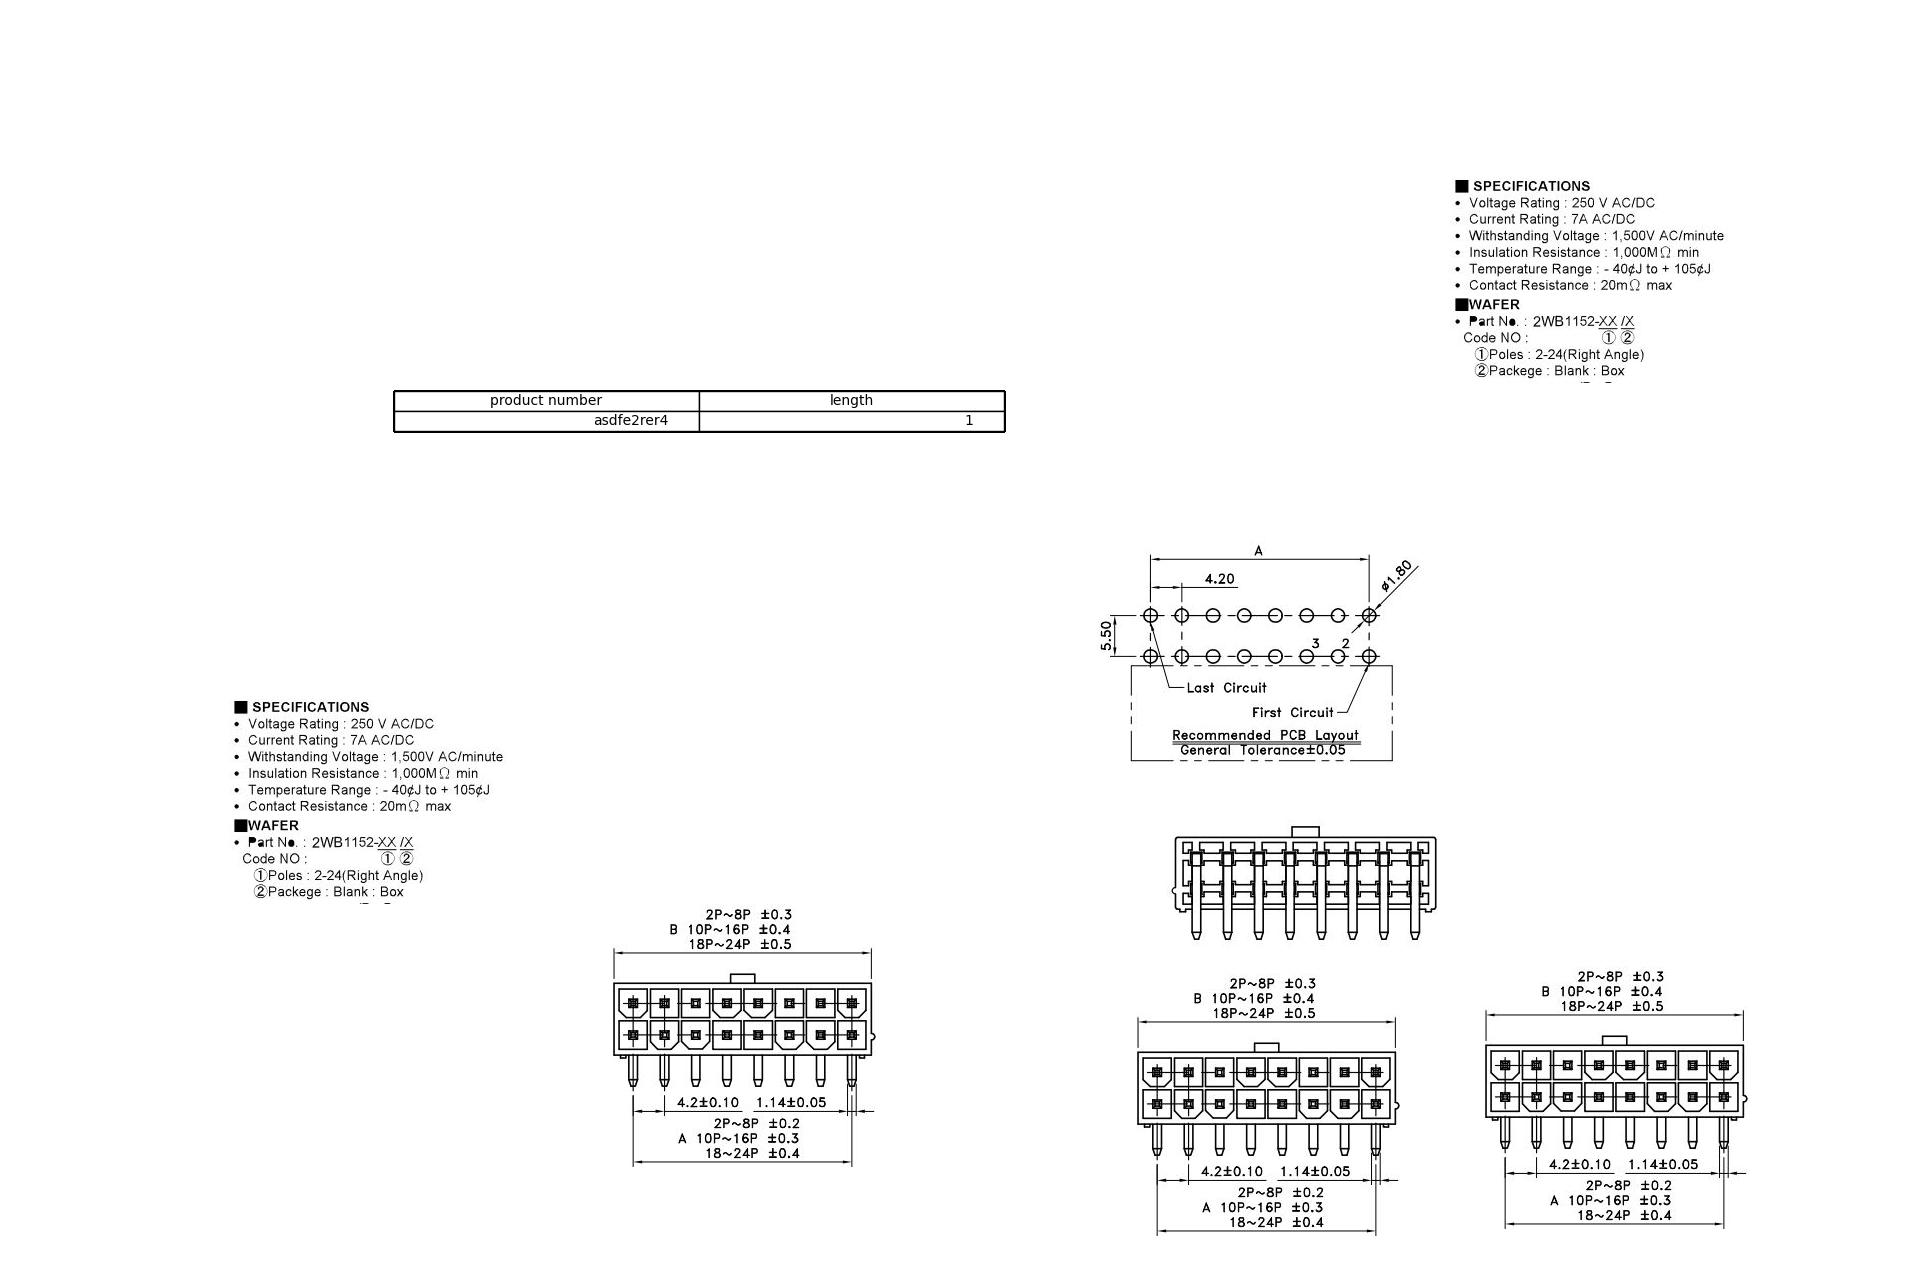 ■ SPECIFICATIONS
• Voltage Rating : 250 V AC/DC
• Current Rating : 7A AC/DC
• Withstanding Voltage : 1,500V AC/minute
• Insulation Resistance : 1,000MΩ min
• Temperature Range : - 40¢J to + 105¢J
• Contact Resistance : 20mΩ max
■WAFER
• Part No. : 2WB1152-XX /X
Code NO : ① ②
①Poles : 2-24(Right Angle)
②Packege : Blank : Box
product number length
asdfe2rer4 1
A
4.20
ø1.80
5.50
3 2
Last Circuit
First Circuit
Recommended PCB Layout
General Tolerance±0.05
■ SPECIFICATIONS
• Voltage Rating : 250 V AC/DC
• Current Rating : 7A AC/DC
• Withstanding Voltage : 1,500V AC/minute
• Insulation Resistance : 1,000MΩ min
• Temperature Range : - 40¢J to + 105¢J
• Contact Resistance : 20mΩ max
■WAFER
• Part No. : 2WB1152-XX /X
Code NO : ① ②
①Poles : 2-24(Right Angle)
②Packege : Blank : Box
2P~8P ±0.3
B 10P~16P ±0.4
18P~24P ±0.5
4.2±0.10 1.14±0.05
2P~8P ±0.2
A 10P~16P ±0.3
18~24P ±0.4
2P~8P ±0.3
B 10P~16P ±0.4
18P~24P ±0.5
4.2±0.10 1.14±0.05
2P~8P ±0.2
A 10P~16P ±0.3
18~24P ±0.4
2P~8P ±0.3
B 10P~16P ±0.4
18P~24P ±0.5
4.2±0.10 1.14±0.05
2P~8P ±0.2
A 10P~16P ±0.3
18~24P ±0.4